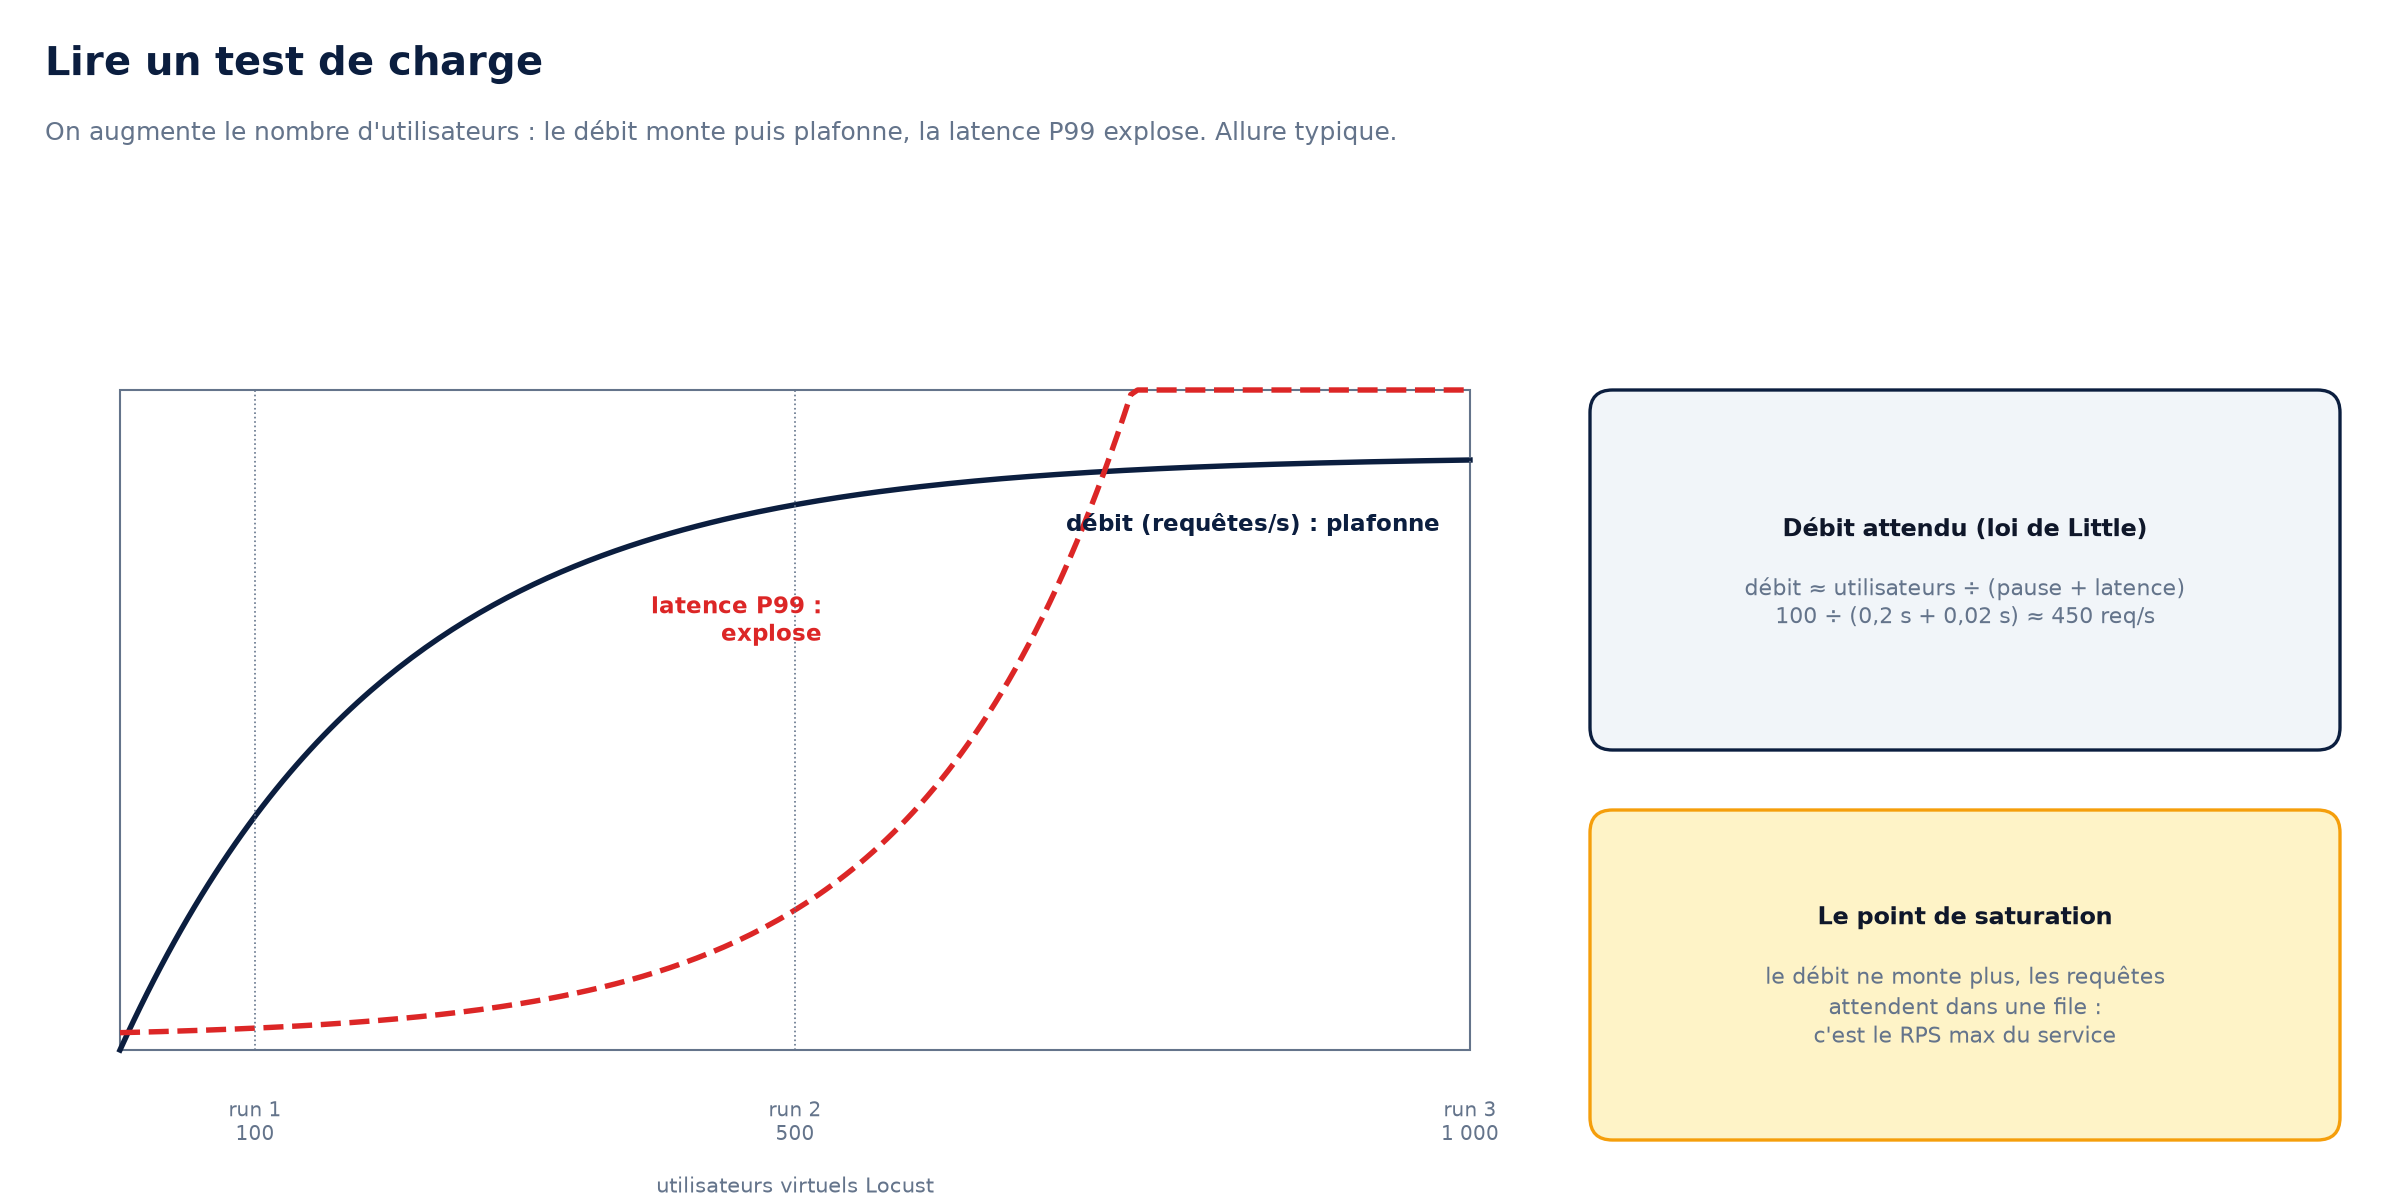 Lire un test de charge
On augmente le nombre d'utilisateurs : le débit monte puis plafonne, la latence P99 explose. Allure typique.
débit (requêtes/s) : plafonne
latence P99 :
explose
run 1
100
run 2
500
run 3
1 000
utilisateurs virtuels Locust
Débit attendu (loi de Little)
débit ≈ utilisateurs ÷ (pause + latence)
100 ÷ (0,2 s + 0,02 s) ≈ 450 req/s
Le point de saturation
le débit ne monte plus, les requêtes
attendent dans une file :
c'est le RPS max du service